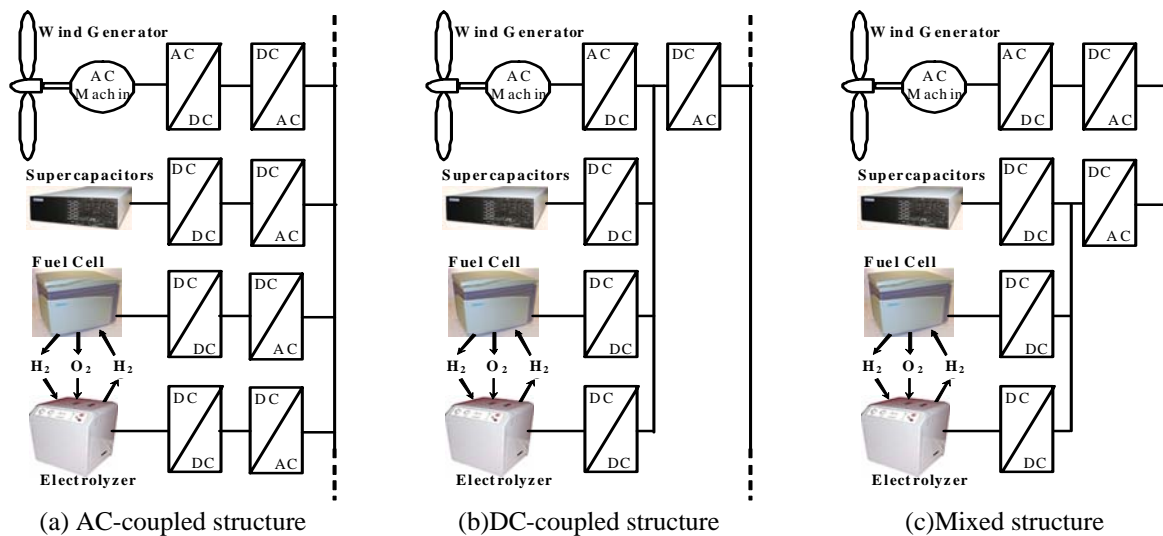 Wind Generator
AC
Machin
AC
DC
DC
AC
Supercapacitors
DC
DC
DC
AC
Fuel Cell
DC
DC
DC
AC
H₂ O₂ H₂
DC
DC
DC
AC
Electrolyzer
(a) AC-coupled structure
Wind Generator
AC
Machin
AC
DC
DC
AC
Supercapacitors
DC
DC
Fuel Cell
DC
DC
H₂ O₂ H₂
DC
DC
Electrolyzer
(b)DC-coupled structure
Wind Generator
AC
Machin
AC
DC
DC
AC
Supercapacitors
DC
DC
DC
AC
Fuel Cell
DC
DC
H₂ O₂ H₂
DC
DC
Electrolyzer
(c)Mixed structure